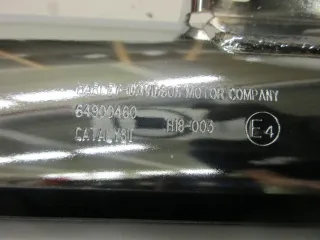 HARLEY-DAVIDSON MOTOR COMPANY
64900460 H18-003 E4
CATALYST